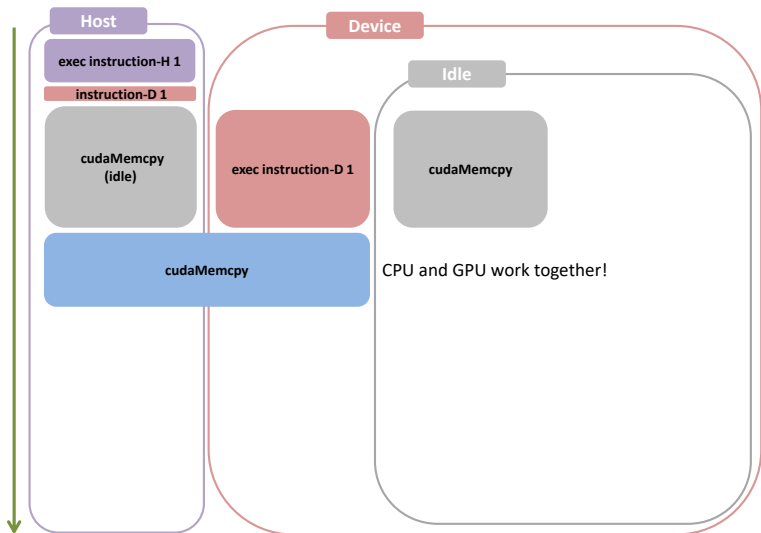 Host
Device
exec instruction-H 1
Idle
instruction-D 1
cudaMemcpy
(idle)
exec instruction-D 1
cudaMemcpy
cudaMemcpy
CPU and GPU work together!